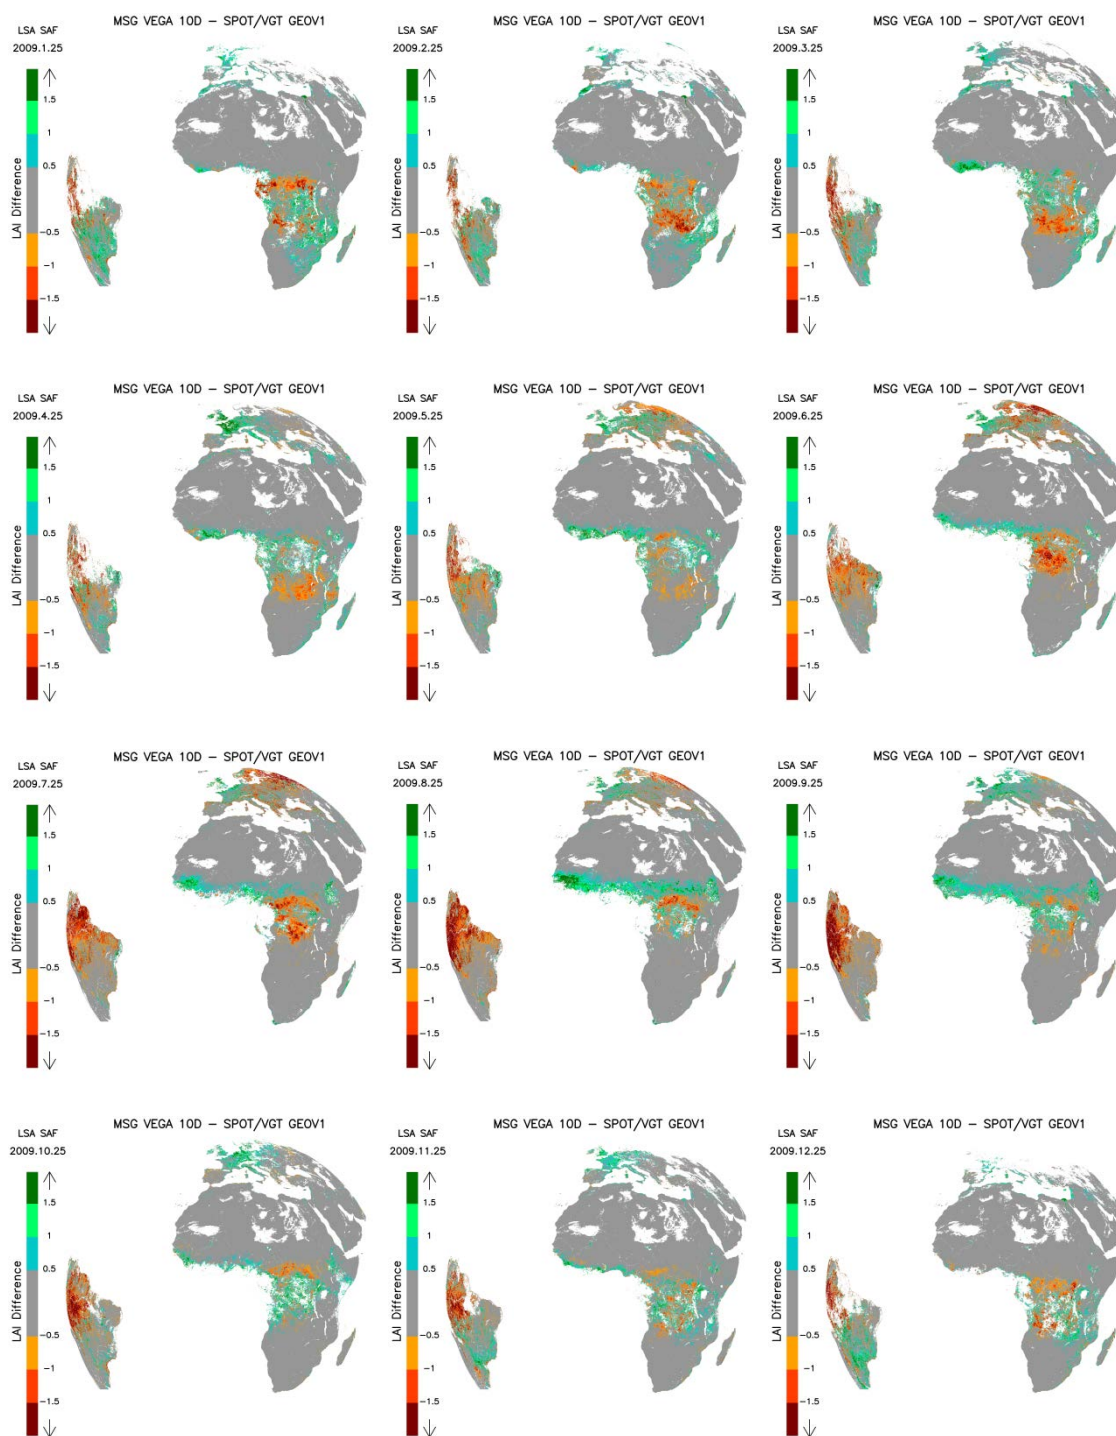 MSG VEGA 10D – SPOT/VGT GEOV1
LSA SAF
2009.1.25
1.5
1
0.5
−0.5
−1
−1.5
LAI Difference
MSG VEGA 10D – SPOT/VGT GEOV1
LSA SAF
2009.2.25
1.5
1
0.5
−0.5
−1
−1.5
LAI Difference
MSG VEGA 10D – SPOT/VGT GEOV1
LSA SAF
2009.3.25
1.5
1
0.5
−0.5
−1
−1.5
LAI Difference
MSG VEGA 10D – SPOT/VGT GEOV1
LSA SAF
2009.4.25
1.5
1
0.5
−0.5
−1
−1.5
LAI Difference
MSG VEGA 10D – SPOT/VGT GEOV1
LSA SAF
2009.5.25
1.5
1
0.5
−0.5
−1
−1.5
LAI Difference
MSG VEGA 10D – SPOT/VGT GEOV1
LSA SAF
2009.6.25
1.5
1
0.5
−0.5
−1
−1.5
LAI Difference
MSG VEGA 10D – SPOT/VGT GEOV1
LSA SAF
2009.7.25
1.5
1
0.5
−0.5
−1
−1.5
LAI Difference
MSG VEGA 10D – SPOT/VGT GEOV1
LSA SAF
2009.8.25
1.5
1
0.5
−0.5
−1
−1.5
LAI Difference
MSG VEGA 10D – SPOT/VGT GEOV1
LSA SAF
2009.9.25
1.5
1
0.5
−0.5
−1
−1.5
LAI Difference
MSG VEGA 10D – SPOT/VGT GEOV1
LSA SAF
2009.10.25
1.5
1
0.5
−0.5
−1
−1.5
LAI Difference
MSG VEGA 10D – SPOT/VGT GEOV1
LSA SAF
2009.11.25
1.5
1
0.5
−0.5
−1
−1.5
LAI Difference
MSG VEGA 10D – SPOT/VGT GEOV1
LSA SAF
2009.12.25
1.5
1
0.5
−0.5
−1
−1.5
LAI Difference